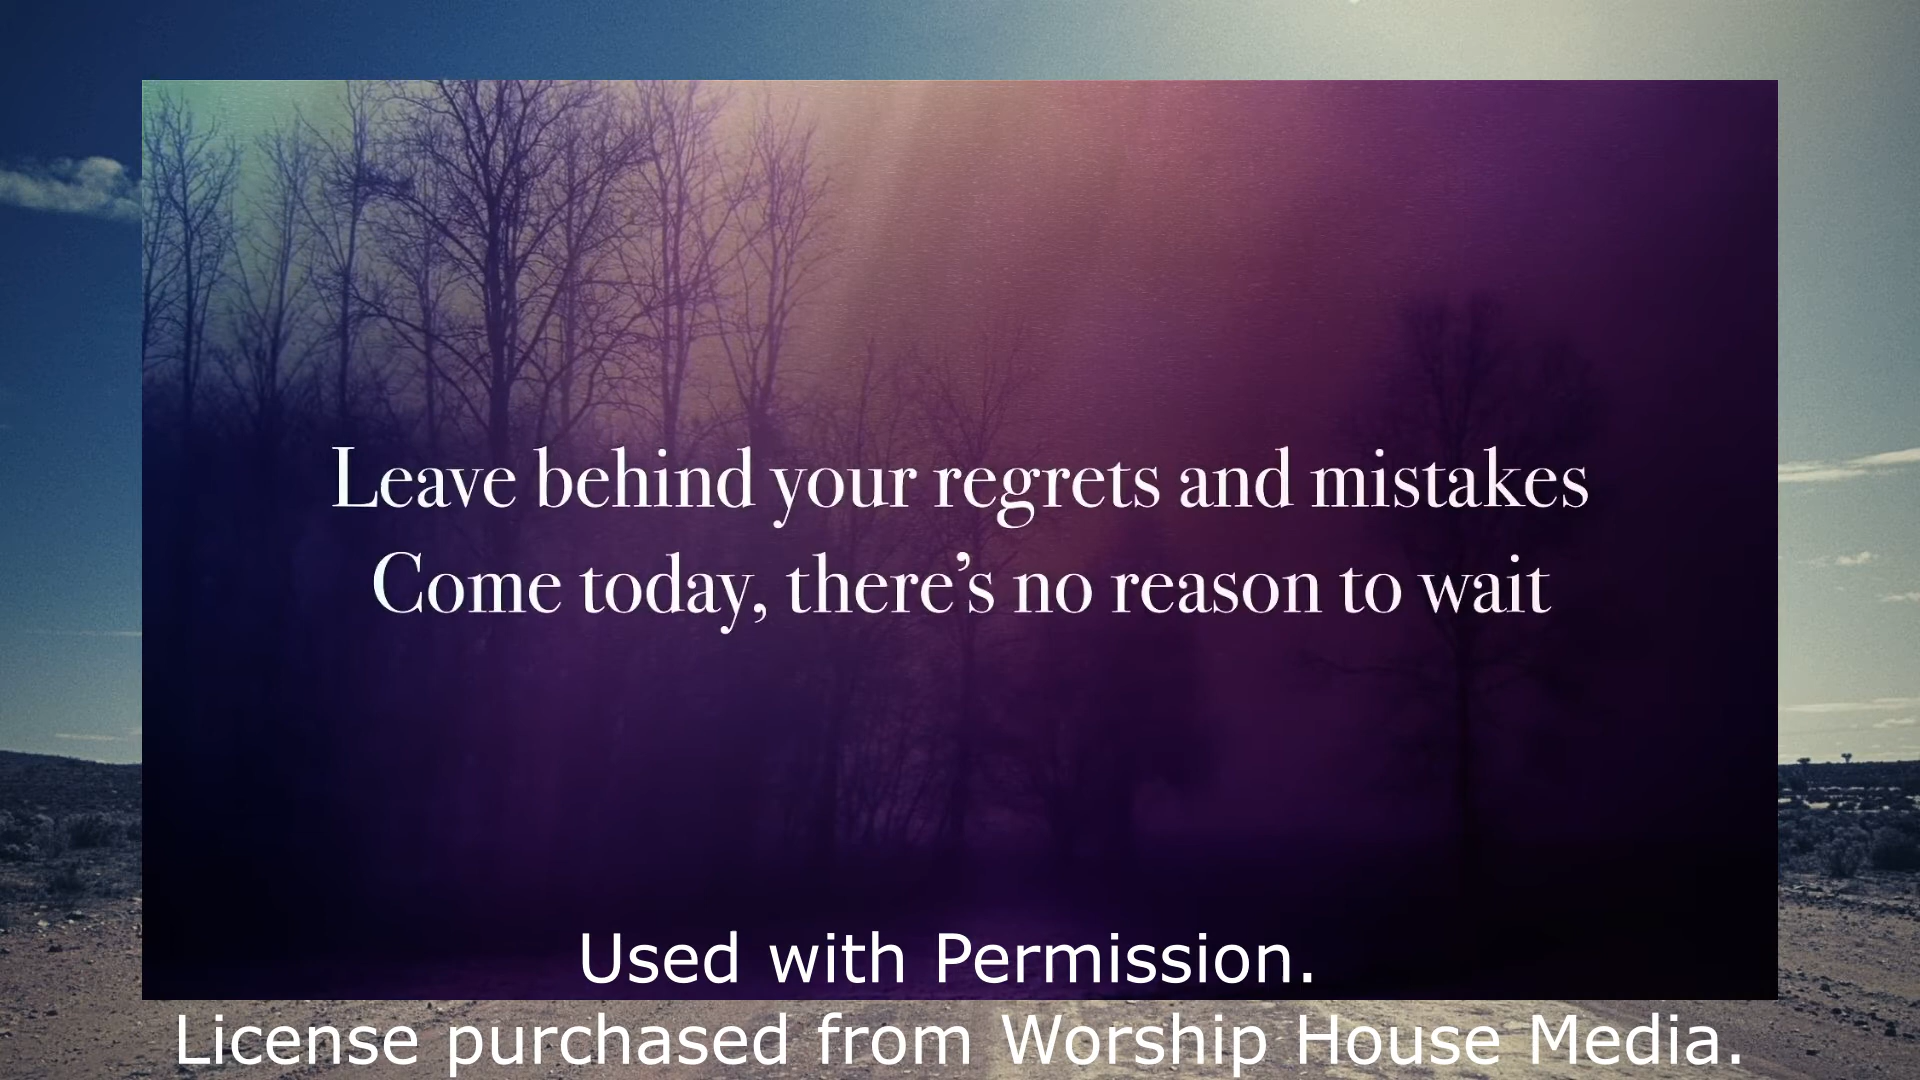 Leave behind your regrets and mistakes
Come today, there’s no reason to wait
Used with Permission.
License purchased from Worship House Media.